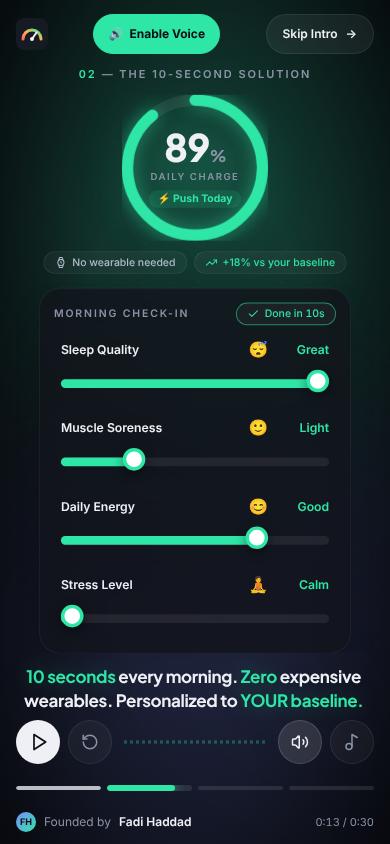 🔊 Enable Voice
Skip Intro →
02 — THE 10-SECOND SOLUTION
89%
DAILY CHARGE
⚡ Push Today
No wearable needed
+18% vs your baseline
MORNING CHECK-IN
✓ Done in 10s
Sleep Quality 😴 Great
Muscle Soreness 🙂 Light
Daily Energy 😊 Good
Stress Level 🧘 Calm
10 seconds every morning. Zero expensive
wearables. Personalized to YOUR baseline.
FH Founded by Fadi Haddad
0:13 / 0:30